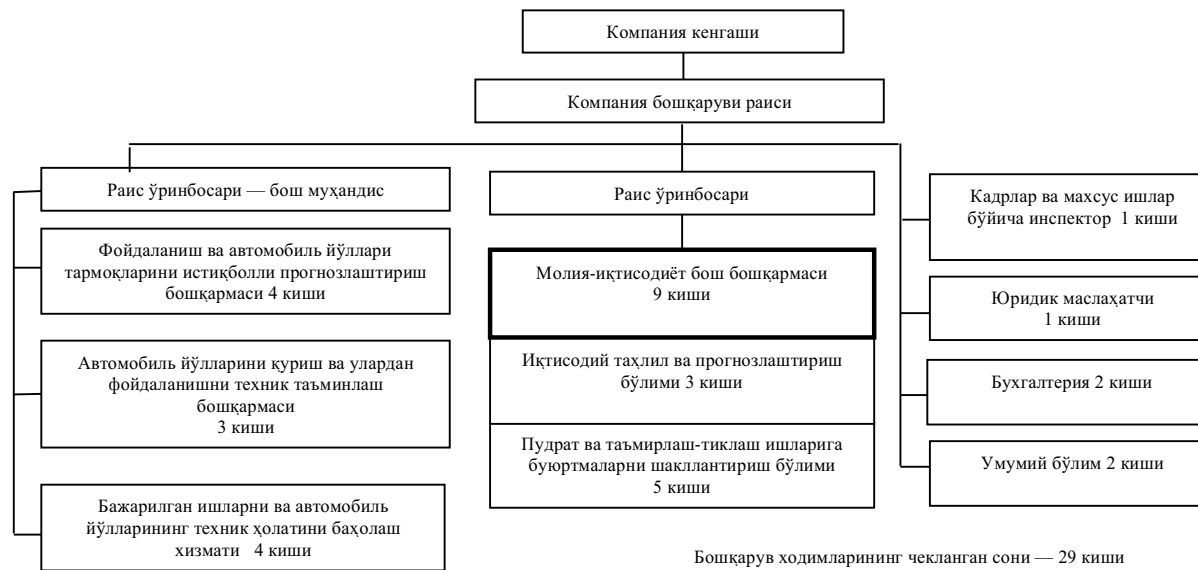 Компания кенгаши
Компания бошқаруви раиси
Раис ўринбосари — бош муҳандис
Фойдаланиш ва автомобиль йўллари
тармоқларини истиқболли прогнозлаштириш
бошқармаси 4 киши
Автомобиль йўлларини қуриш ва улардан
фойдаланишни техник таъминлаш
бошқармаси
3 киши
Бажарилган ишларни ва автомобиль
йўлларининг техник ҳолатини баҳолаш
хизмати 4 киши
Раис ўринбосари
Молия-иқтисодиёт бош бошқармаси
9 киши
Иқтисодий таҳлил ва прогнозлаштириш
бўлими 3 киши
Пудрат ва таъмирлаш-тиклаш ишларига
буюртмаларни шакллантириш бўлими
5 киши
Кадрлар ва махсус ишлар
бўйича инспектор 1 киши
Юридик маслаҳатчи
1 киши
Бухгалтерия 2 киши
Умумий бўлим 2 киши
Бошқарув ходимларининг чекланган сони — 29 киши